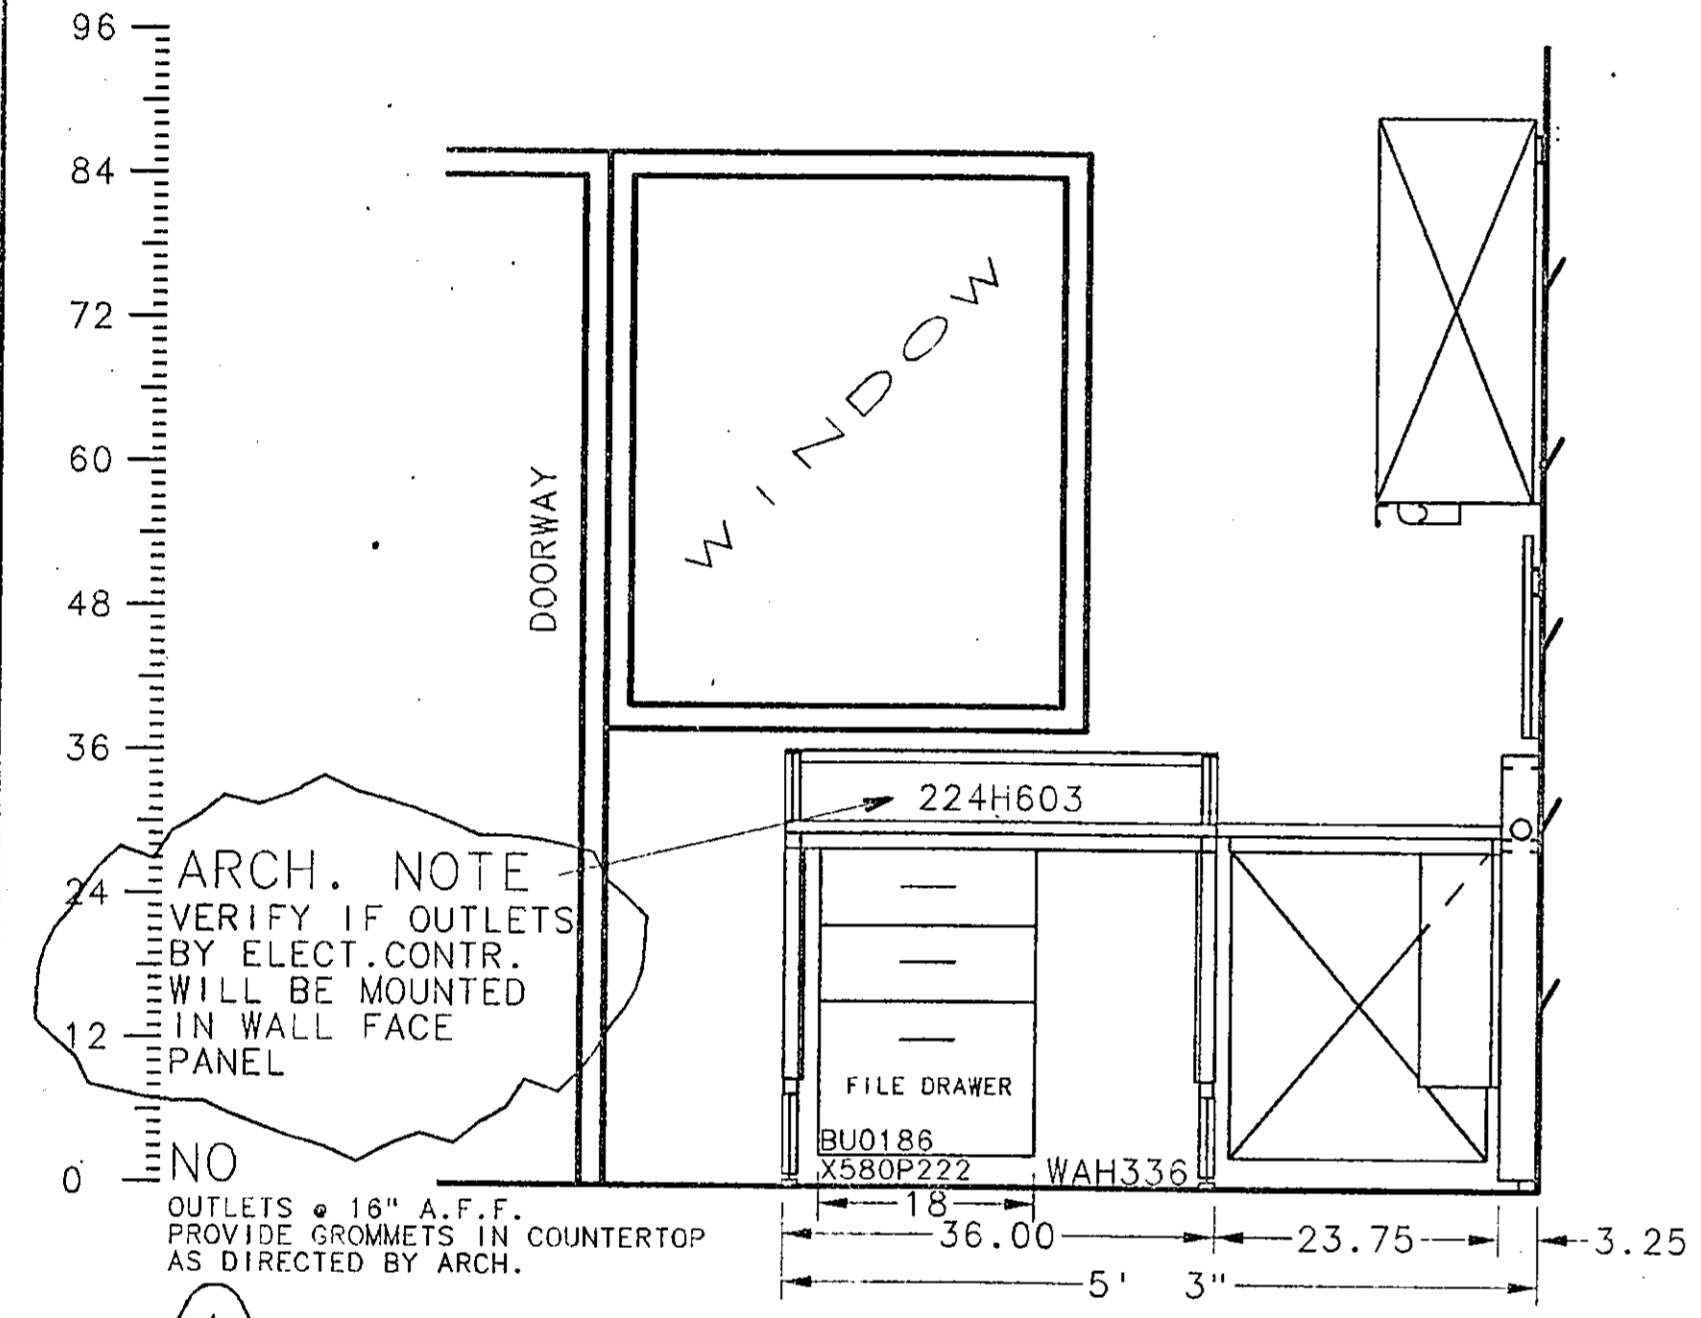 96
84
72
60
48
36
24
12
0
WINDOW
DOORWAY
224H603
ARCH. NOTE
VERIFY IF OUTLETS
BY ELECT.CONTR.
WILL BE MOUNTED
IN WALL FACE
PANEL
NO
OUTLETS @ 16" A.F.F.
PROVIDE GROMMETS IN COUNTERTOP
AS DIRECTED BY ARCH.
FILE DRAWER
BU0186
X580P222
WAH336
18
36.00
23.75
3.25
5' 3"